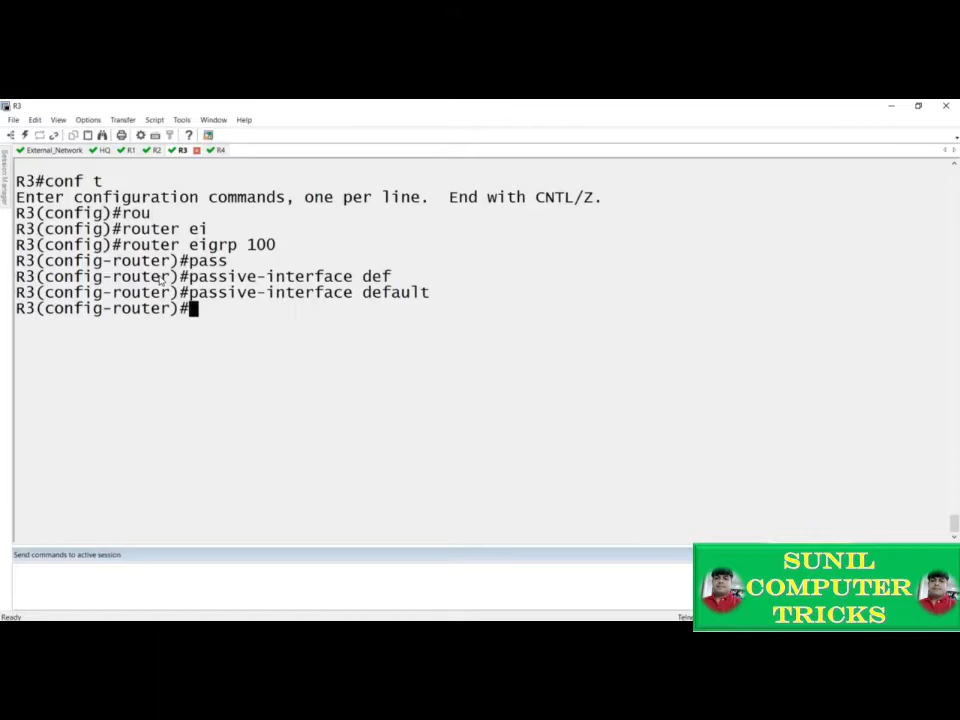 R3
File Edit View Options Transfer Script Tools Window Help
External_Network HQ R1 R2 R3 R4
Session Manager
R3#conf t
Enter configuration commands, one per line.  End with CNTL/Z.
R3(config)#rou
R3(config)#router ei
R3(config)#router eigrp 100
R3(config-router)#pass
R3(config-router)#passive-interface def
R3(config-router)#passive-interface default
R3(config-router)#
Send commands to active session
Ready
SUNIL
COMPUTER
TRICKS